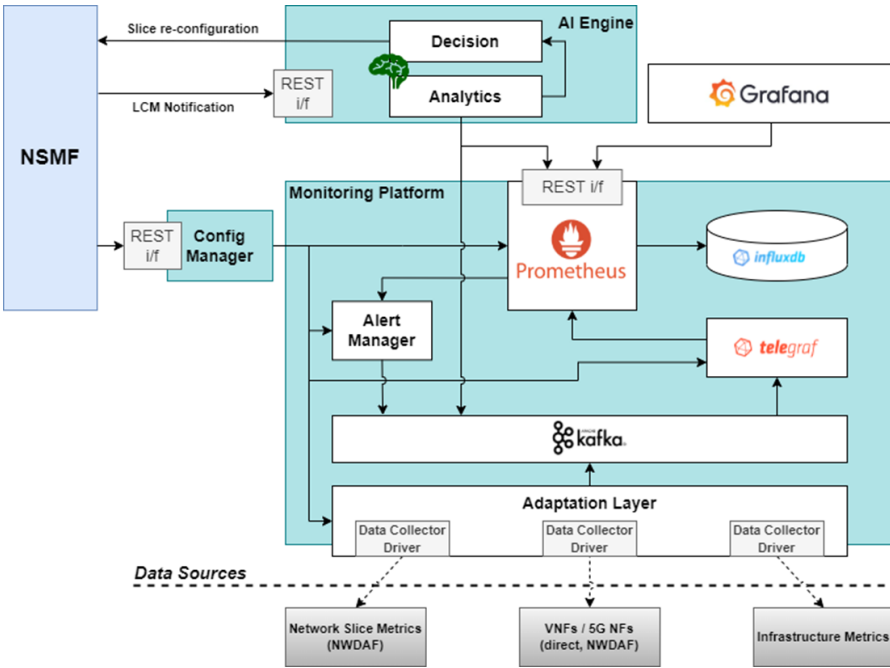 Slice re-configuration
AI Engine
Decision
REST
i/f
Analytics
LCM Notification
Grafana
NSMF
Monitoring Platform
REST i/f
REST
i/f
Config
Manager
Prometheus
influxdb
Alert
Manager
telegraf
kafka
Adaptation Layer
Data Collector
Driver
Data Collector
Driver
Data Collector
Driver
Data Sources
Network Slice Metrics
(NWDAF)
VNFs / 5G NFs
(direct, NWDAF)
Infrastructure Metrics